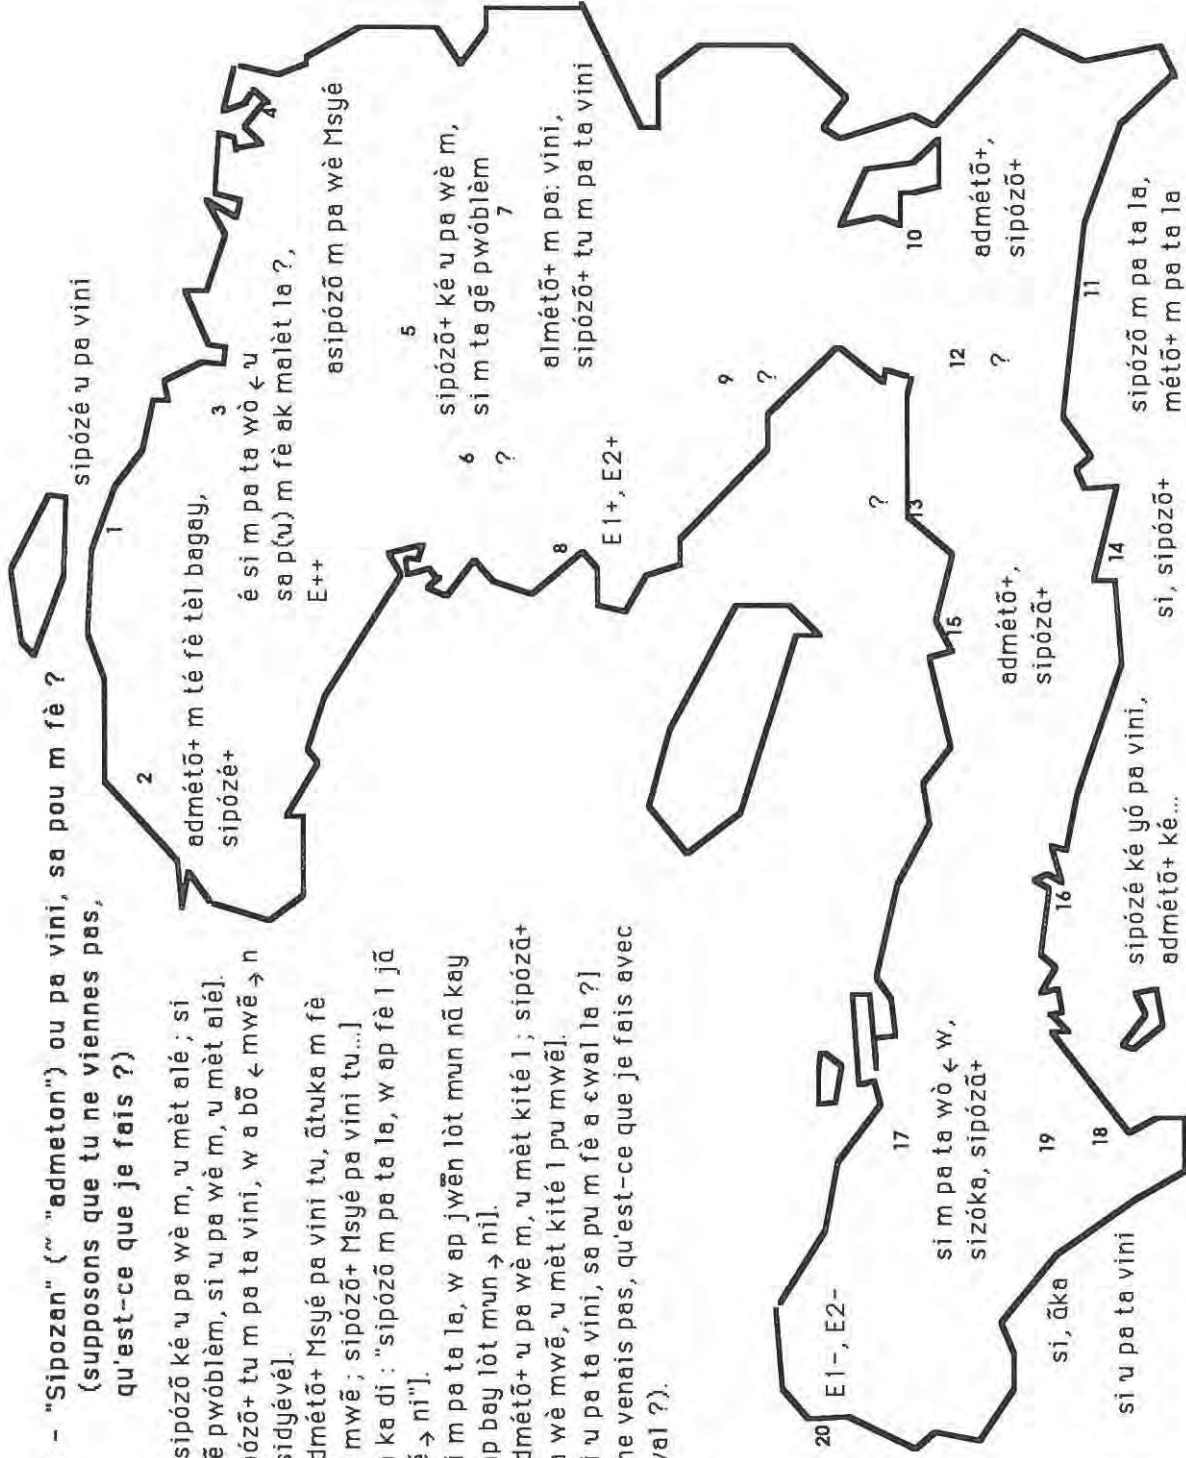 – "Sipozan" (~ "admeton") ou pa vini, sa pou m fè ?
(supposons que tu ne viennes pas,
qu'est-ce que je fais ?)
sipózõ ké u pa wè m, u mèt alé ; si
pwóblèm, si u pa wè m, u mèt alé].
tu m pa ta vini, w a bõ ← mwẽ → n
dmétõ+ Msyé pa vini tu, ãtuka m fè
mwẽ ; sipózõ+ Msyé pa vini tu...]
ka di : "sipózõ m pa ta la, w ap fè l jã
→ ni"].
m pa ta la, w ap jwẽn lòt mun nã kay
bay lòt mun → ni].
dmétõ+ u pa wè m, u mèt kité l ; sipózã+
wè mwẽ, u mèt kité l pu mwẽ].
u pa ta vini, sa pu m fè a ɛwal la ?]
ne venais pas, qu'est-ce que je fais avec
val ?).
sipózé u pa vini
1
2
admétõ+ m té fè tèl bagay,
sipózé+
3
é si m pa ta wò ← u
sa p(u) m fè ak malèt la ?,
E++
4
asipózõ m pa wè Msyé
5
sipózõ+ ké u pa wè m,
si m ta gẽ pwóblèm
6
?
7
almétõ+ m pa: vini,
sipózõ+ tu m pa ta vini
8
E1+, E2+
9
?
10
admétõ+,
sipózõ+
11
sipózõ m pa ta la,
métõ+ m pa ta la
12
?
13
?
14
si, sipózõ+
15
admétõ+,
sipózã+
16
sipózé ké yó pa vini,
admétõ+ ké...
17
si m pa ta wò ← w,
sizóka, sipózã+
18
si u pa ta vini
19
si, ãka
20
E1-, E2-